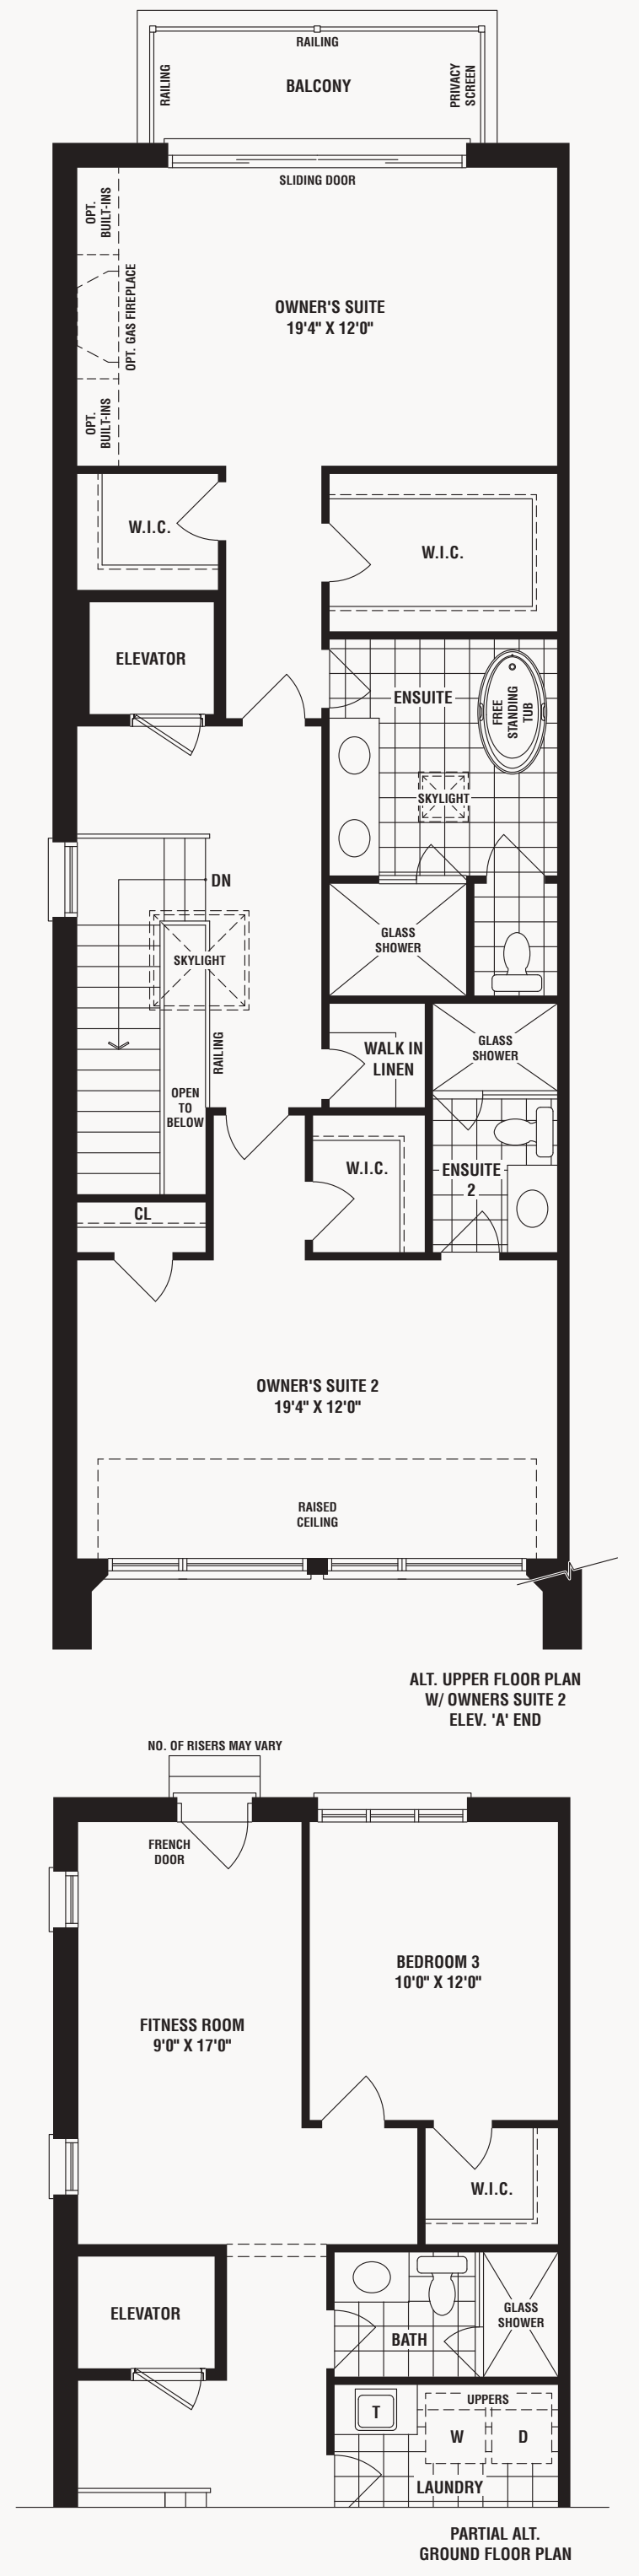 RAILING
RAILING
BALCONY
PRIVACY
SCREEN
SLIDING DOOR
OPT.
BUILT-INS
OPT. GAS FIREPLACE
OWNER'S SUITE
19'4" X 12'0"
OPT.
BUILT-INS
W.I.C.
W.I.C.
ELEVATOR
ENSUITE
FREE
STANDING
TUB
SKYLIGHT
DN
GLASS
SHOWER
SKYLIGHT
RAILING
WALK IN
LINEN
GLASS
SHOWER
OPEN
TO
BELOW
W.I.C.
ENSUITE
2
CL
OWNER'S SUITE 2
19'4" X 12'0"
RAISED
CEILING
ALT. UPPER FLOOR PLAN
W/ OWNERS SUITE 2
ELEV. 'A' END
NO. OF RISERS MAY VARY
FRENCH
DOOR
BEDROOM 3
10'0" X 12'0"
FITNESS ROOM
9'0" X 17'0"
W.I.C.
ELEVATOR
GLASS
SHOWER
BATH
UPPERS
T
W
D
LAUNDRY
PARTIAL ALT.
GROUND FLOOR PLAN